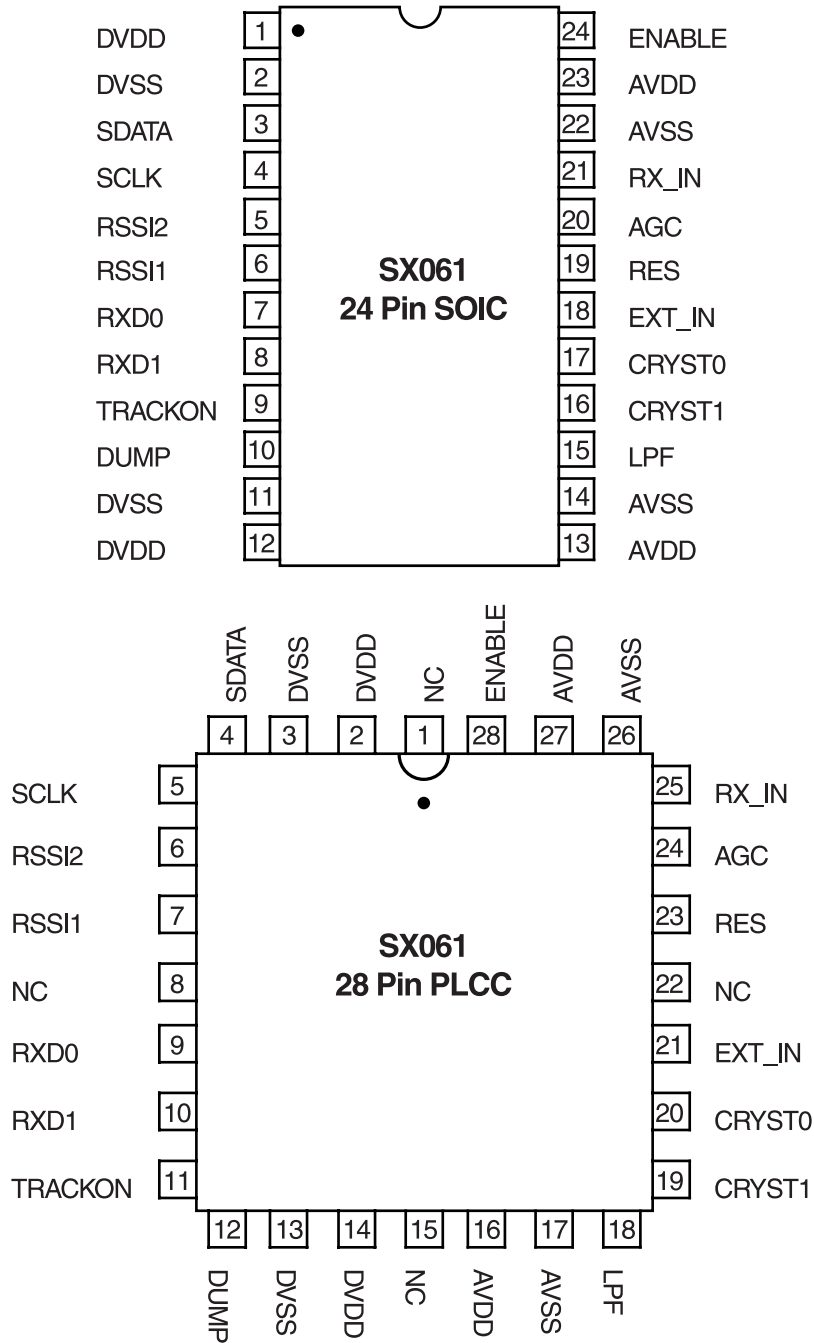 DVDD 1 24 ENABLE
DVSS 2 23 AVDD
SDATA 3 22 AVSS
SCLK 4 21 RX_IN
RSSI2 5 20 AGC
RSSI1 6 19 RES
SX061
24 Pin SOIC
RXD0 7 18 EXT_IN
RXD1 8 17 CRYST0
TRACKON 9 16 CRYST1
DUMP 10 15 LPF
DVSS 11 14 AVSS
DVDD 12 13 AVDD
SDATA DVSS DVDD NC ENABLE AVDD AVSS
4 3 2 1 28 27 26
SCLK 5 25 RX_IN
RSSI2 6 24 AGC
RSSI1 7 23 RES
SX061
28 Pin PLCC
NC 8 22 NC
RXD0 9 21 EXT_IN
RXD1 10 20 CRYST0
TRACKON 11 19 CRYST1
12 13 14 15 16 17 18
DUMP DVSS DVDD NC AVDD AVSS LPF